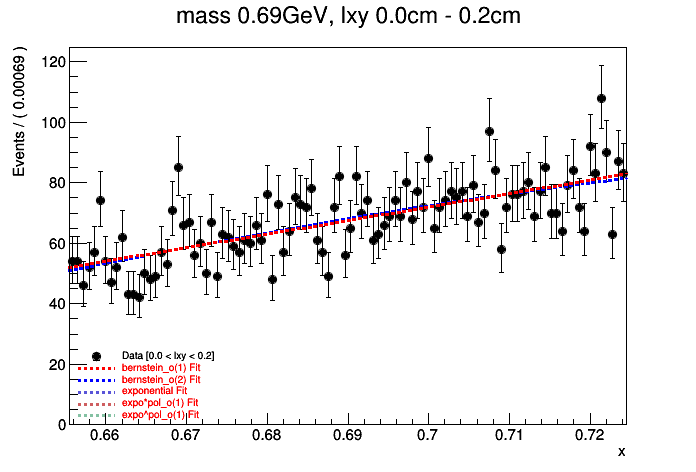 mass 0.69GeV, lxy 0.0cm - 0.2cm
Events / ( 0.00069 )
120
100
80
60
40
20
0
Data [0.0 < lxy < 0.2]
bernstein_o(1) Fit
bernstein_o(2) Fit
exponential Fit
expo*pol_o(1) Fit
expo*pol_o(1) Fit
0.66 0.67 0.68 0.69 0.7 0.71 0.72
x